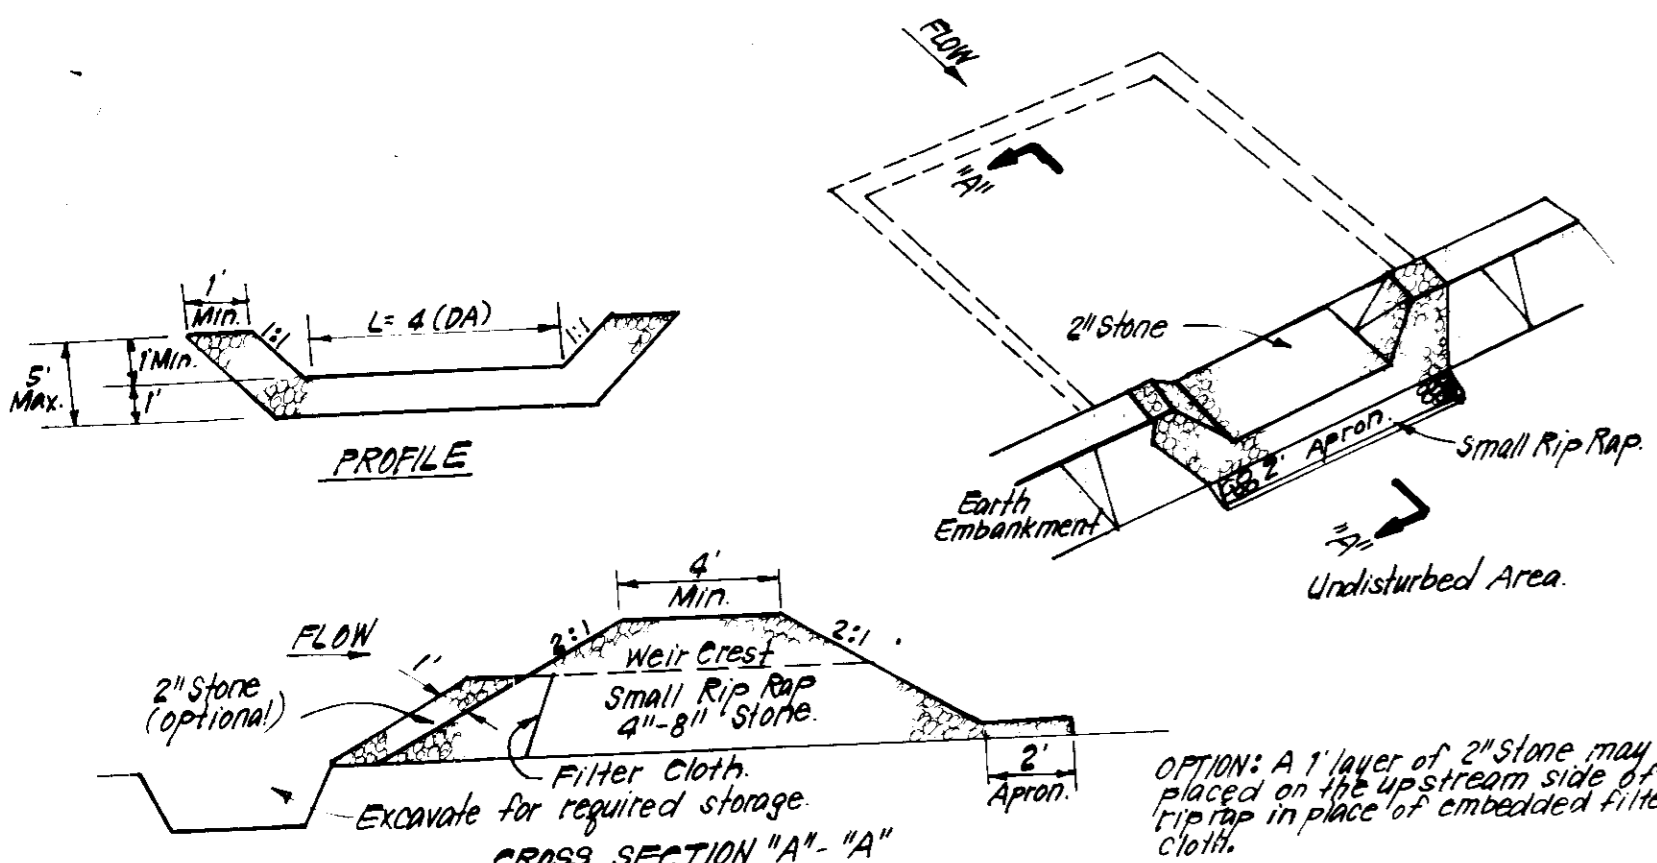 FLOW
"A"
1'
Min.
1:1
L= 4 (DA)
1:1
1' Min.
5'
Max.
1'
PROFILE
2" Stone
2' Apron.
Small Rip Rap.
Earth
Embankment
"A"
Undisturbed Area.
4'
Min.
FLOW
2:1
2:1
1'
Weir Crest
2" Stone
(optional)
Small Rip Rap
4"-8" Stone.
Filter Cloth.
Excavate for required storage.
2'
Apron.
CROSS SECTION "A"- "A"
OPTION: A 1' layer of 2" Stone may
placed on the upstream side of
rip rap in place of embedded filte
cloth.